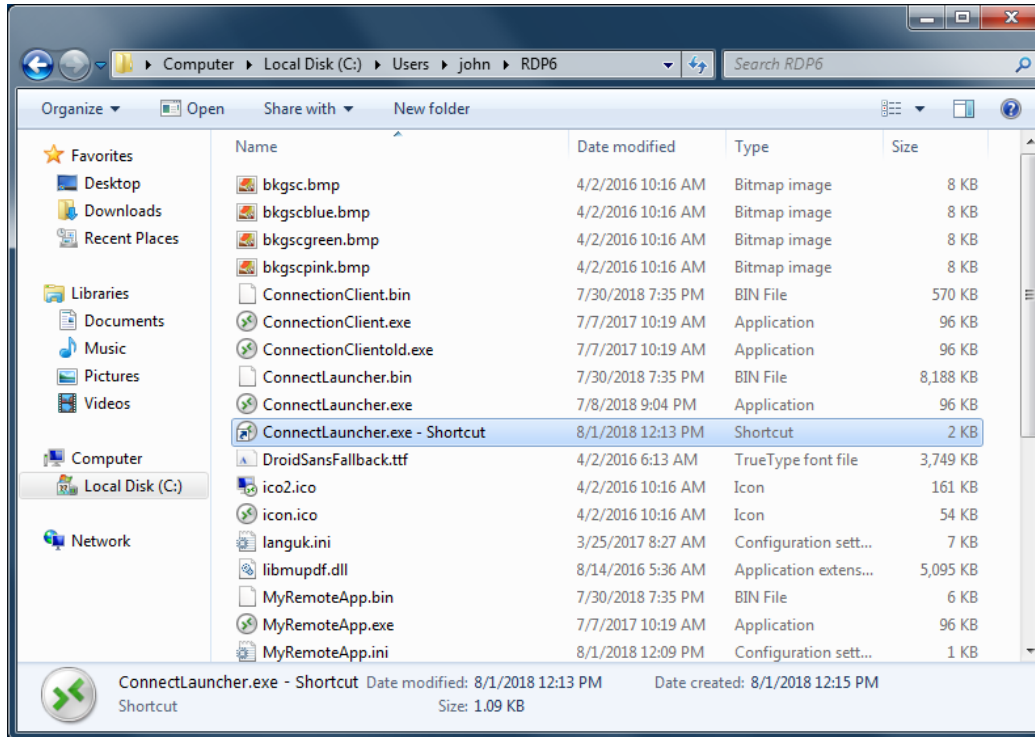 Computer Local Disk (C:) Users john RDP6 Search RDP6
Organize Open Share with New folder
Favorites
Desktop
Downloads
Recent Places
Libraries
Documents
Music
Pictures
Videos
Computer
Local Disk (C:)
Network
Name Date modified Type Size
bkgsc.bmp 4/2/2016 10:16 AM Bitmap image 8 KB
bkgscblue.bmp 4/2/2016 10:16 AM Bitmap image 8 KB
bkgscgreen.bmp 4/2/2016 10:16 AM Bitmap image 8 KB
bkgscpink.bmp 4/2/2016 10:16 AM Bitmap image 8 KB
ConnectionClient.bin 7/30/2018 7:35 PM BIN File 570 KB
ConnectionClient.exe 7/7/2017 10:19 AM Application 96 KB
ConnectionClientold.exe 7/7/2017 10:19 AM Application 96 KB
ConnectLauncher.bin 7/30/2018 7:35 PM BIN File 8,188 KB
ConnectLauncher.exe 7/8/2018 9:04 PM Application 96 KB
ConnectLauncher.exe - Shortcut 8/1/2018 12:13 PM Shortcut 2 KB
DroidSansFallback.ttf 4/2/2016 6:13 AM TrueType font file 3,749 KB
ico2.ico 4/2/2016 10:16 AM Icon 161 KB
icon.ico 4/2/2016 10:16 AM Icon 54 KB
languk.ini 3/25/2017 8:27 AM Configuration sett... 7 KB
libmupdf.dll 8/14/2016 5:36 AM Application extens... 5,095 KB
MyRemoteApp.bin 7/30/2018 7:35 PM BIN File 6 KB
MyRemoteApp.exe 7/7/2017 10:19 AM Application 96 KB
MyRemoteApp.ini 8/1/2018 12:09 PM Configuration sett... 1 KB
ConnectLauncher.exe - Shortcut Date modified: 8/1/2018 12:13 PM Date created: 8/1/2018 12:15 PM
Shortcut Size: 1.09 KB